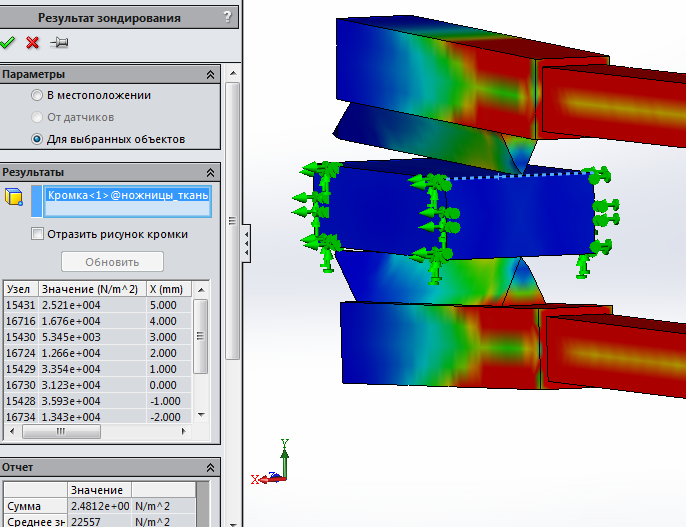 Результат зондирования ?
Параметры
В местоположении
От датчиков
Для выбранных объектов
Результаты
Кромка<1>@ножницы_ткань
Отразить рисунок кромки
Обновить
Узел Значение (N/m^2) X (mm)
15431 2.521e+004 5.000
16716 1.676e+004 4.000
15430 5.345e+003 3.000
16724 1.266e+004 2.000
15429 3.354e+004 1.000
16730 3.123e+004 0.000
15428 3.593e+004 -1.000
16734 1.343e+004 -2.000
Отчет
Значение
Сумма 2.4812e+00 N/m^2
Среднее зн 22557 N/m^2
Y
X
Z